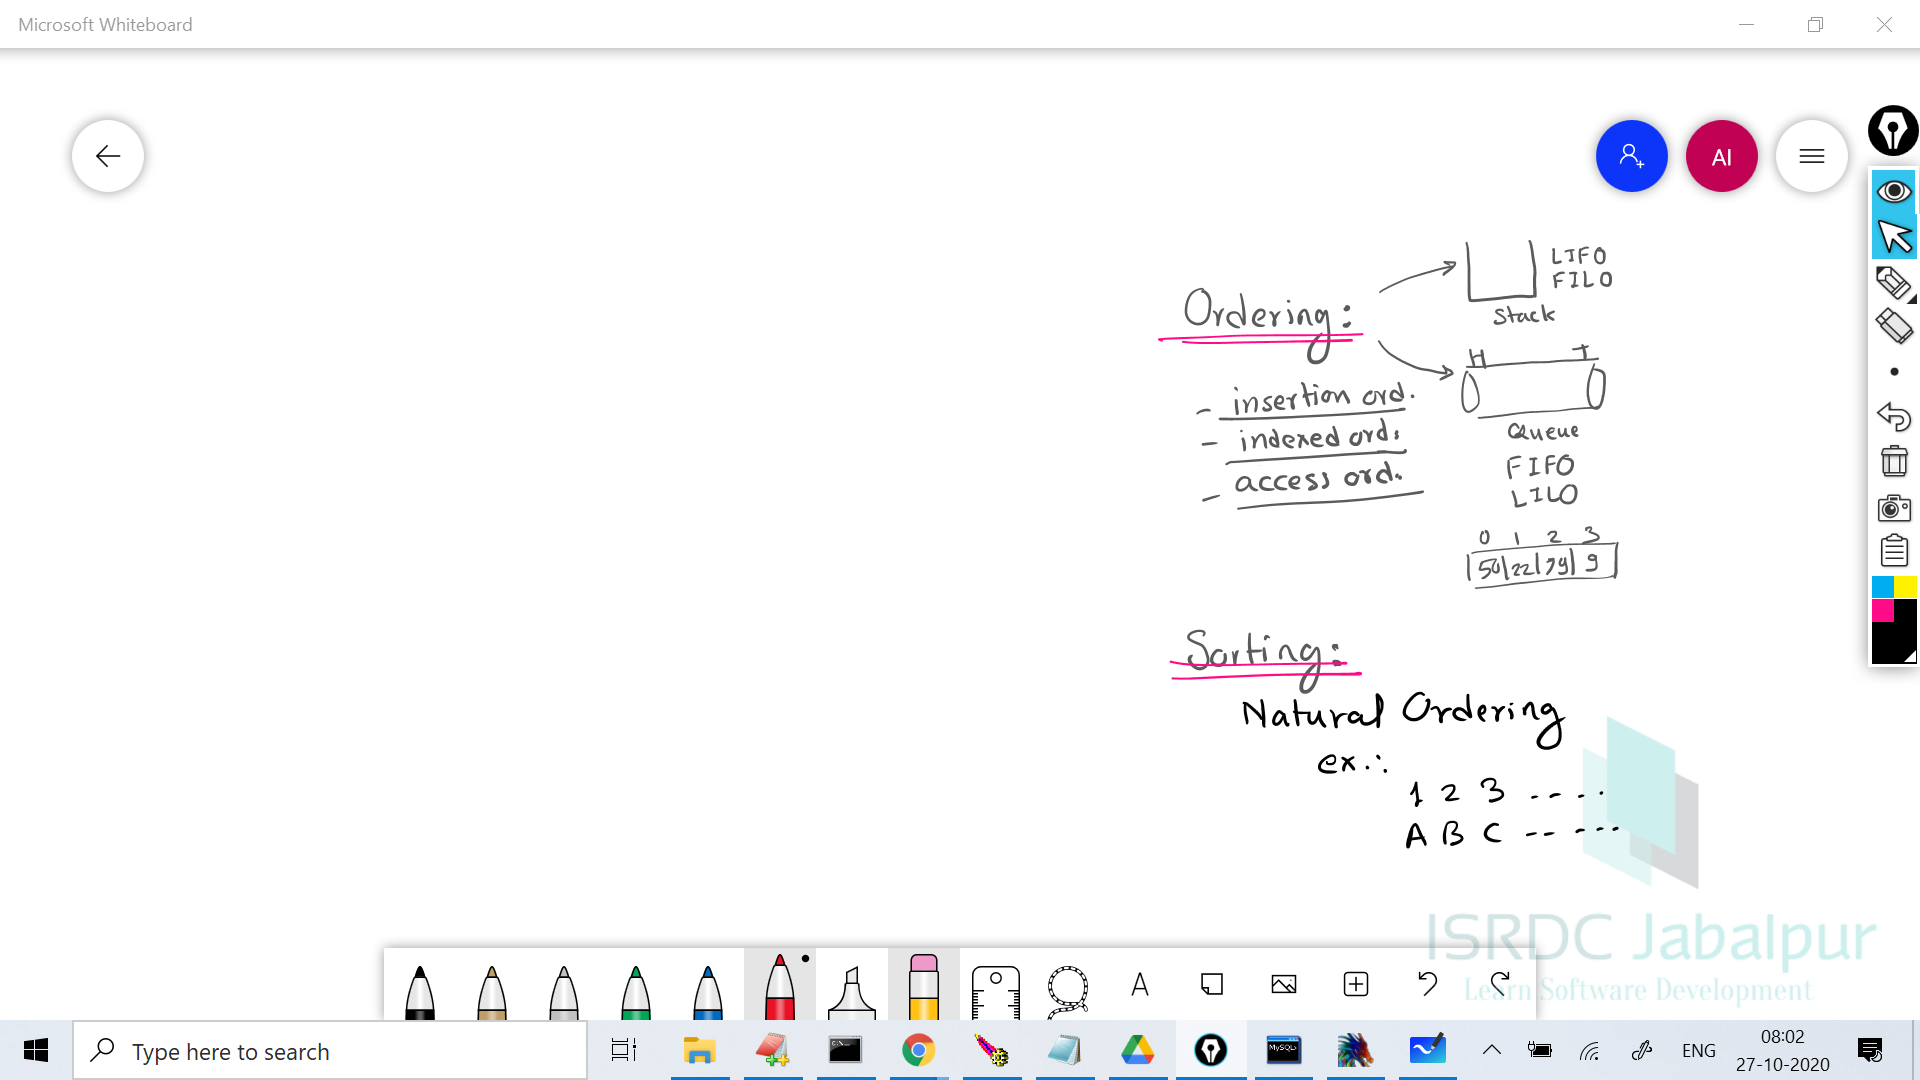 Microsoft Whiteboard
AI
Ordering:
- insertion ord.
- indexed ord.
- access ord.
LIFO
FILO
Stack
H T
Queue
FIFO
LILO
0 1 2 3
50 22 79 9
Sorting:
Natural Ordering
ex.:
1 2 3 -- --
A B C -- ---
ISRDC Jabalpur
Learn Software Development
A
Type here to search
C:\
MySQL
ENG
08:02
27-10-2020